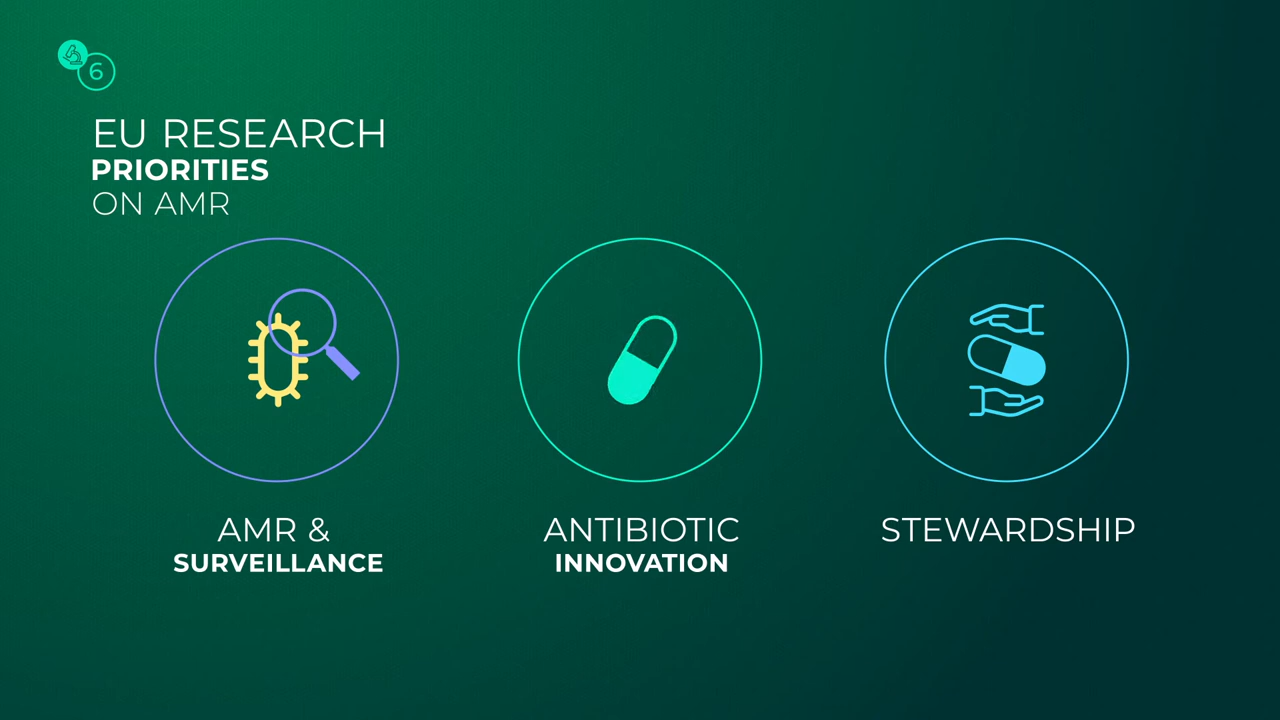 6
EU RESEARCH
PRIORITIES
ON AMR
AMR &
SURVEILLANCE
ANTIBIOTIC
INNOVATION
STEWARDSHIP